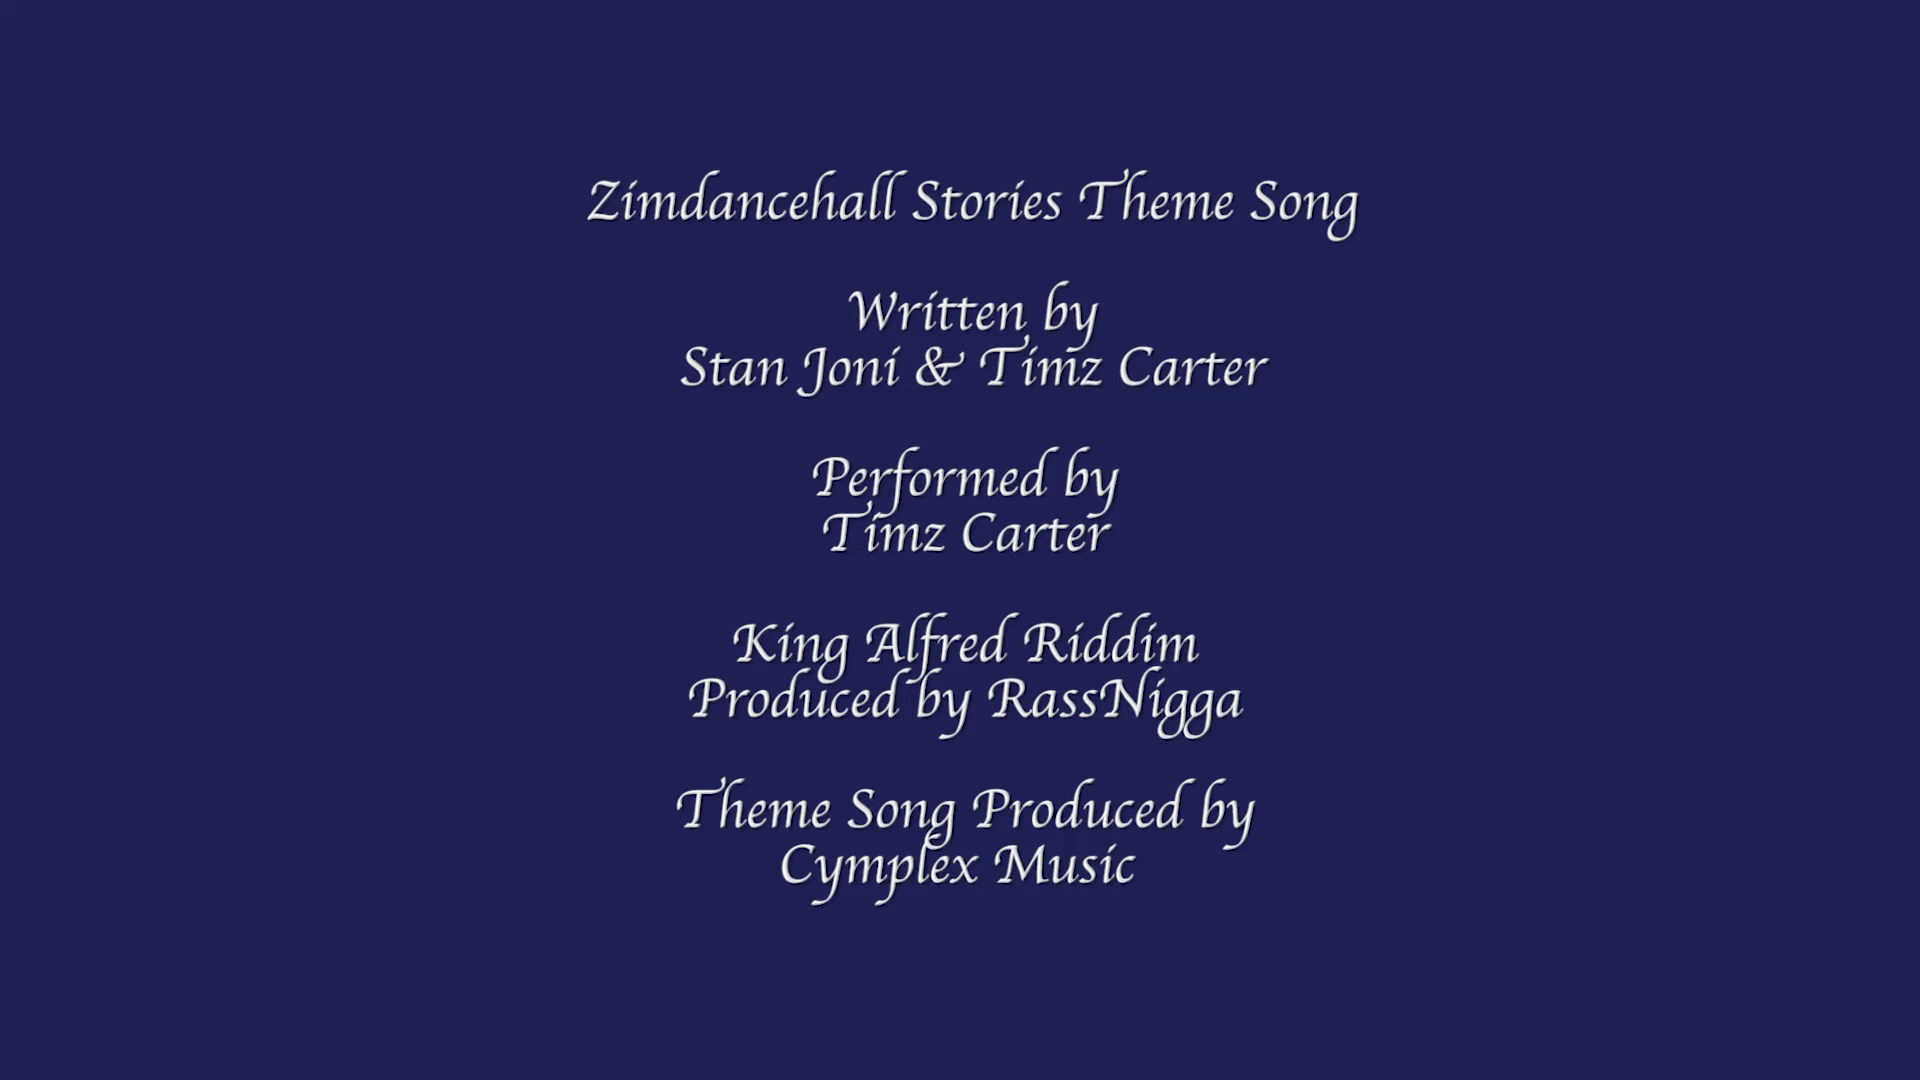 Zimdancehall Stories Theme Song
Written by
Stan Joni & Timz Carter
Performed by
Timz Carter
King Alfred Riddim
Produced by RassNigga
Theme Song Produced by
Cymplex Music